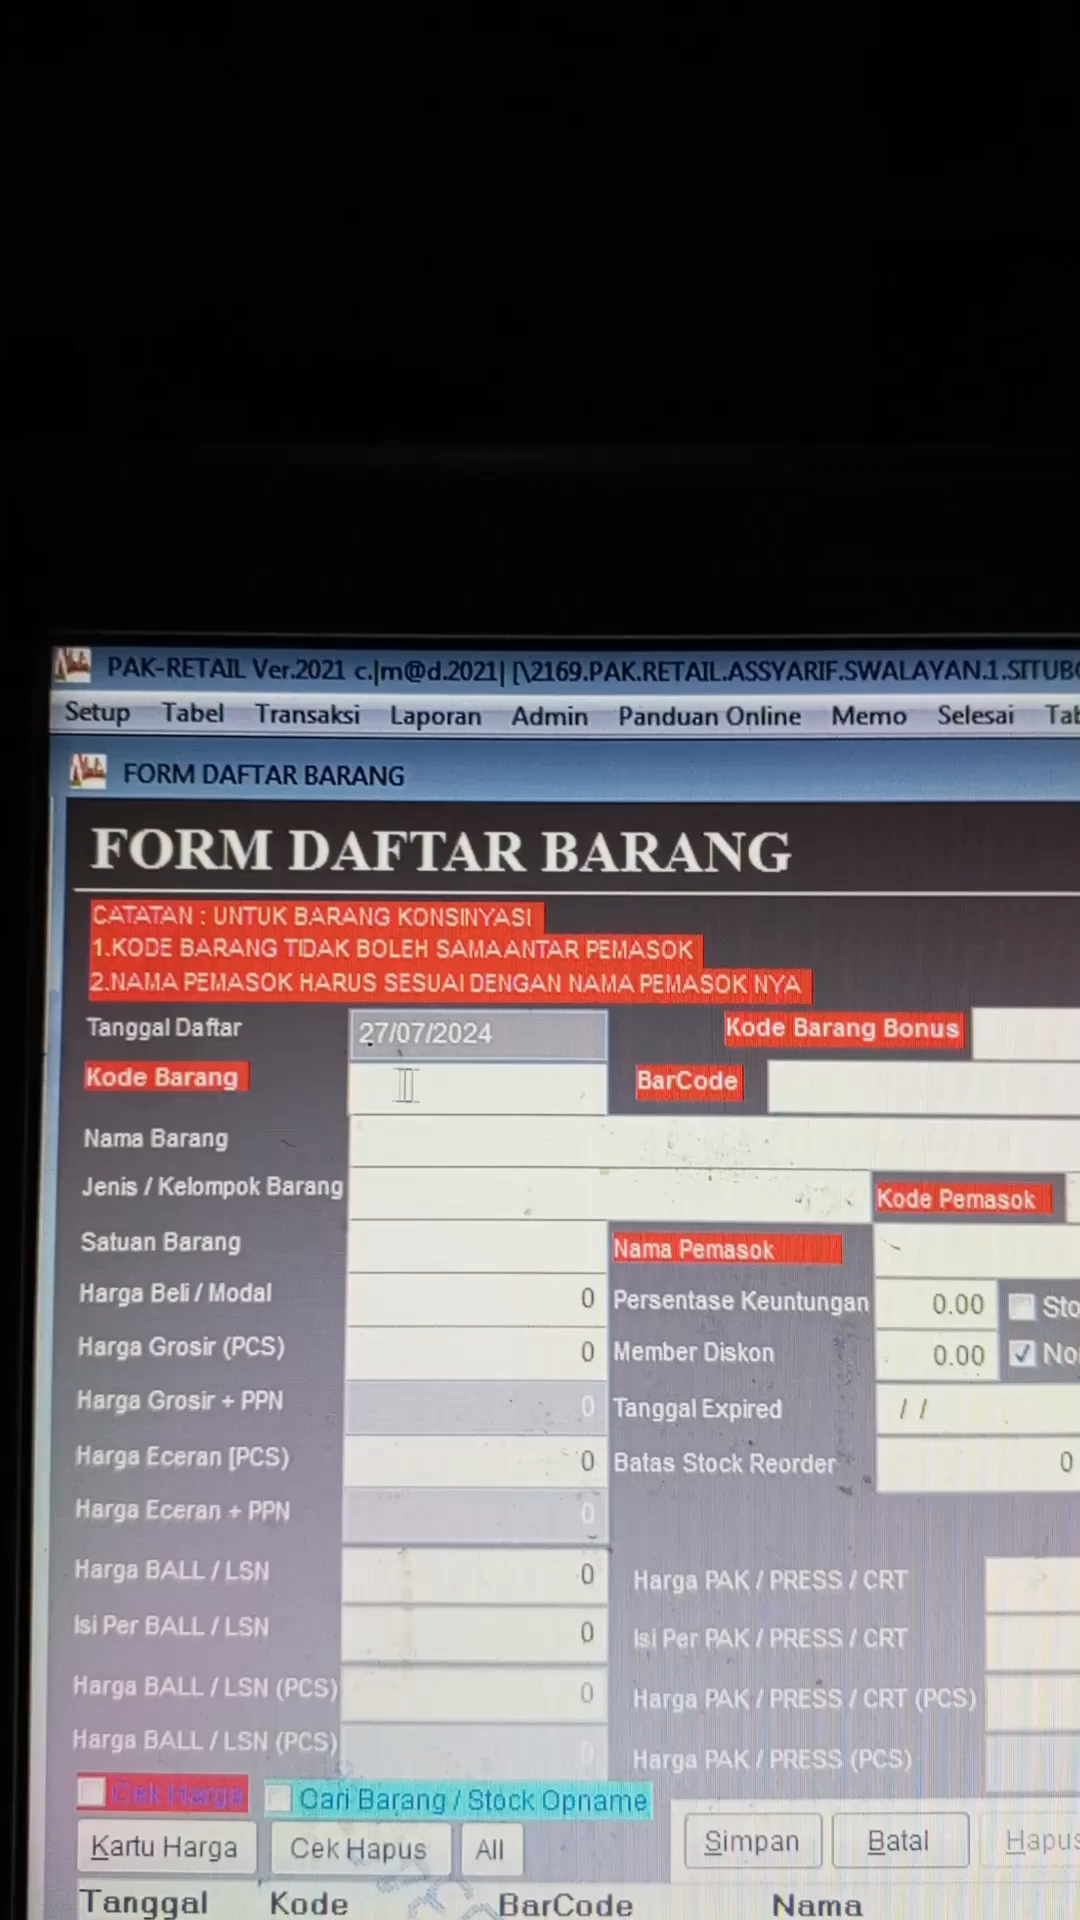 PAK-RETAIL Ver.2021 c.|m@d.2021| [\2169.PAK.RETAIL.ASSYARIF.SWALAYAN.1.SITUB
Setup Tabel Transaksi Laporan Admin Panduan Online Memo Selesai Tab
FORM DAFTAR BARANG
FORM DAFTAR BARANG
CATATAN : UNTUK BARANG KONSINYASI
1.KODE BARANG TIDAK BOLEH SAMA ANTAR PEMASOK
2.NAMA PEMASOK HARUS SESUAI DENGAN NAMA PEMASOK NYA
Tanggal Daftar 27/07/2024 Kode Barang Bonus
Kode Barang BarCode
Nama Barang
Jenis / Kelompok Barang Kode Pemasok
Satuan Barang Nama Pemasok
Harga Beli / Modal 0 Persentase Keuntungan 0.00 Sto
Harga Grosir (PCS) 0 Member Diskon 0.00 No
Harga Grosir + PPN 0 Tanggal Expired / /
Harga Eceran [PCS) 0 Batas Stock Reorder 0
Harga Eceran + PPN 0
Harga BALL / LSN 0 Harga PAK / PRESS / CRT
Isi Per BALL / LSN 0 Isi Per PAK / PRESS / CRT
Harga BALL / LSN (PCS) 0 Harga PAK / PRESS / CRT (PCS)
Harga BALL / LSN (PCS) 0 Harga PAK / PRESS (PCS)
Cek Harga Cari Barang / Stock Opname
Kartu Harga Cek Hapus All Simpan Batal Hapus
Tanggal Kode BarCode Nama